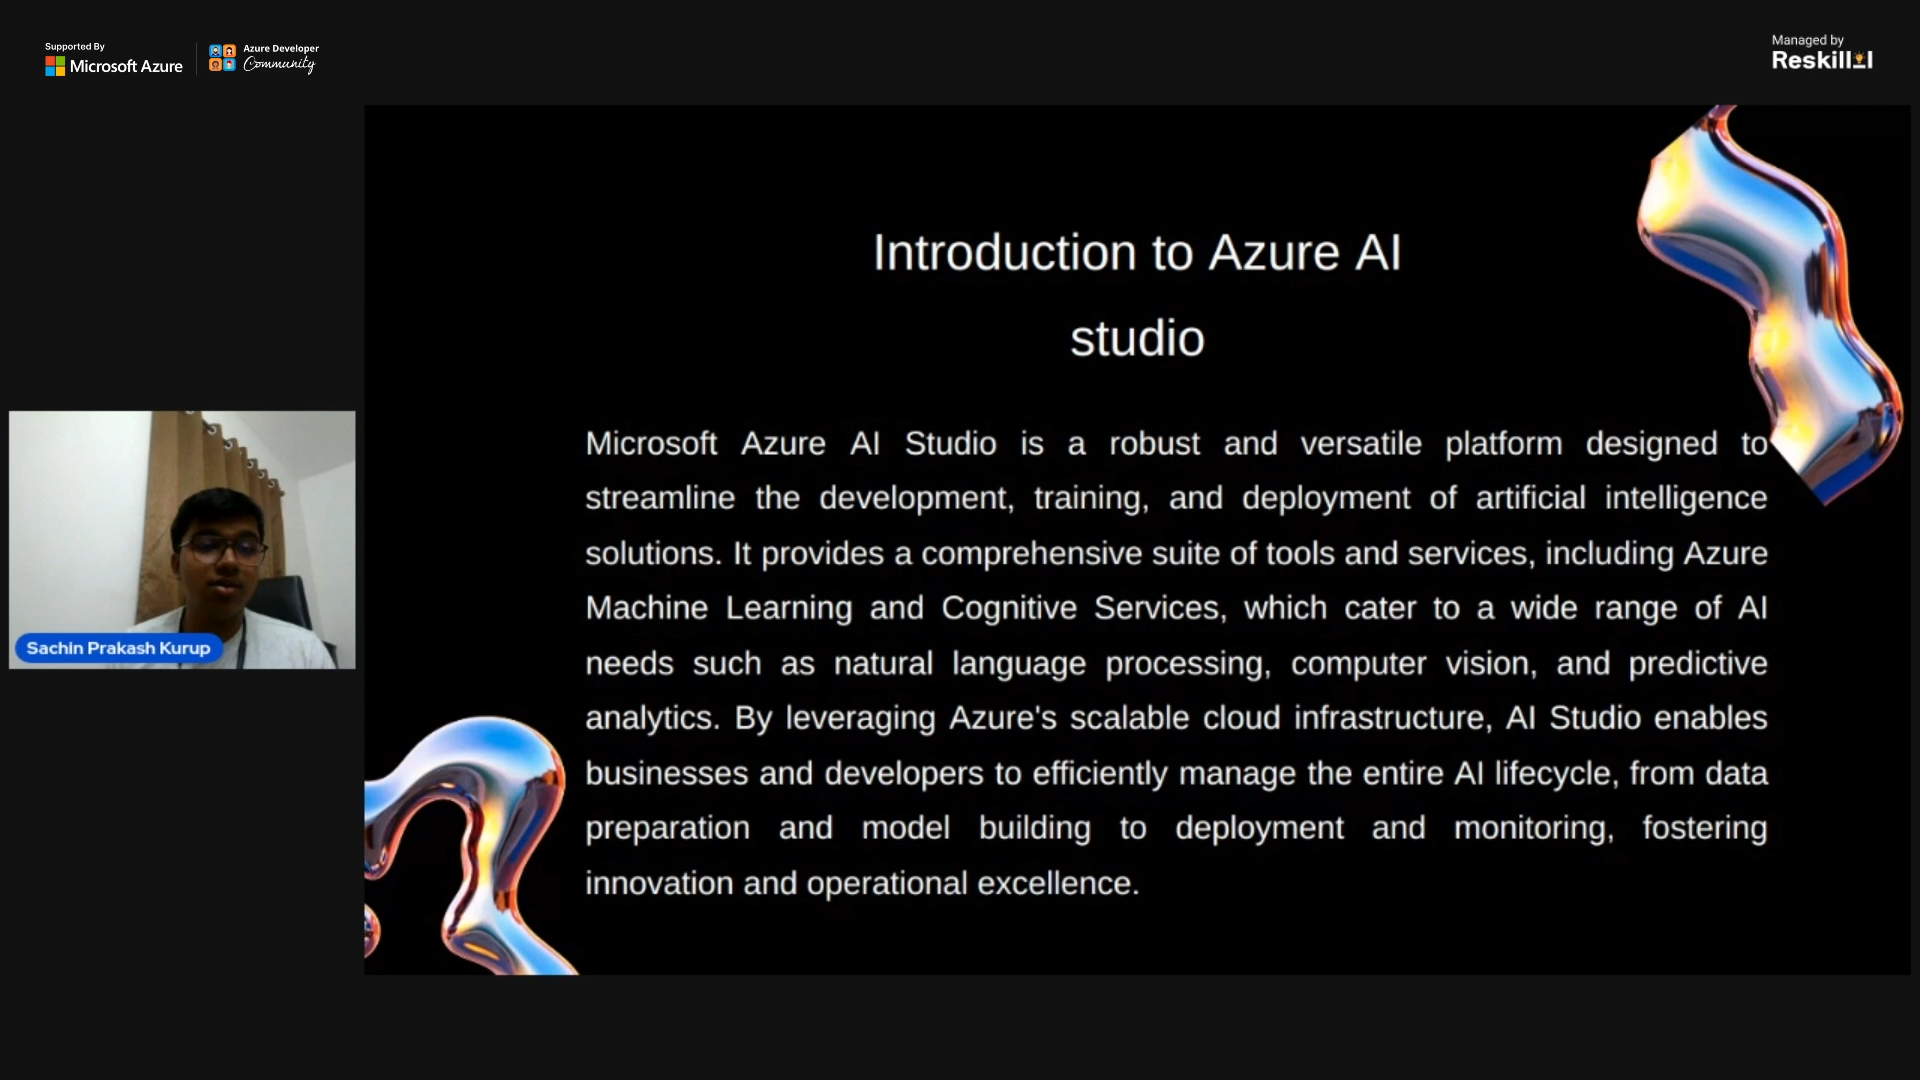 Supported By
Microsoft Azure
Azure Developer
Community
Managed by
Reskilll
Introduction to Azure AI
studio
Microsoft Azure AI Studio is a robust and versatile platform designed to
streamline the development, training, and deployment of artificial intelligence
solutions. It provides a comprehensive suite of tools and services, including Azure
Machine Learning and Cognitive Services, which cater to a wide range of AI
needs such as natural language processing, computer vision, and predictive
analytics. By leveraging Azure's scalable cloud infrastructure, AI Studio enables
businesses and developers to efficiently manage the entire AI lifecycle, from data
preparation and model building to deployment and monitoring, fostering
innovation and operational excellence.
Sachin Prakash Kurup